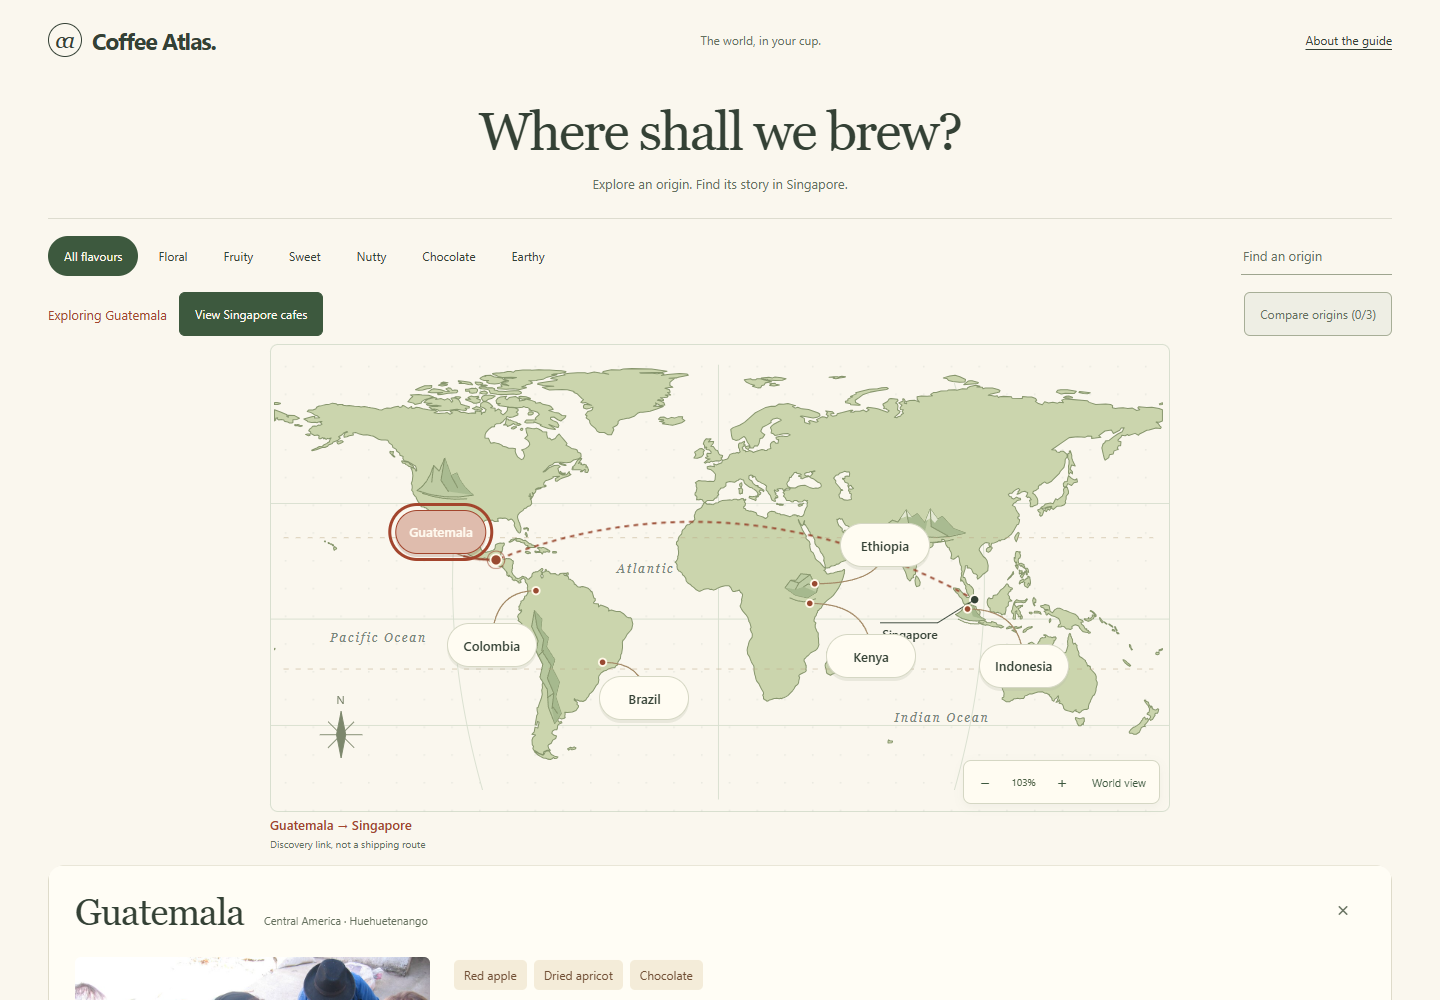 ca Coffee Atlas.
The world, in your cup.
About the guide
Where shall we brew?
Explore an origin. Find its story in Singapore.
All flavours
Floral
Fruity
Sweet
Nutty
Chocolate
Earthy
Find an origin
Exploring Guatemala
View Singapore cafes
Compare origins (0/3)
Guatemala
Ethiopia
Atlantic
Pacific Ocean
Colombia
Singapore
Kenya
Indonesia
Brazil
Indian Ocean
N
−
103%
+
World view
Guatemala → Singapore
Discovery link, not a shipping route
Guatemala
Central America · Huehuetenango
×
Red apple
Dried apricot
Chocolate